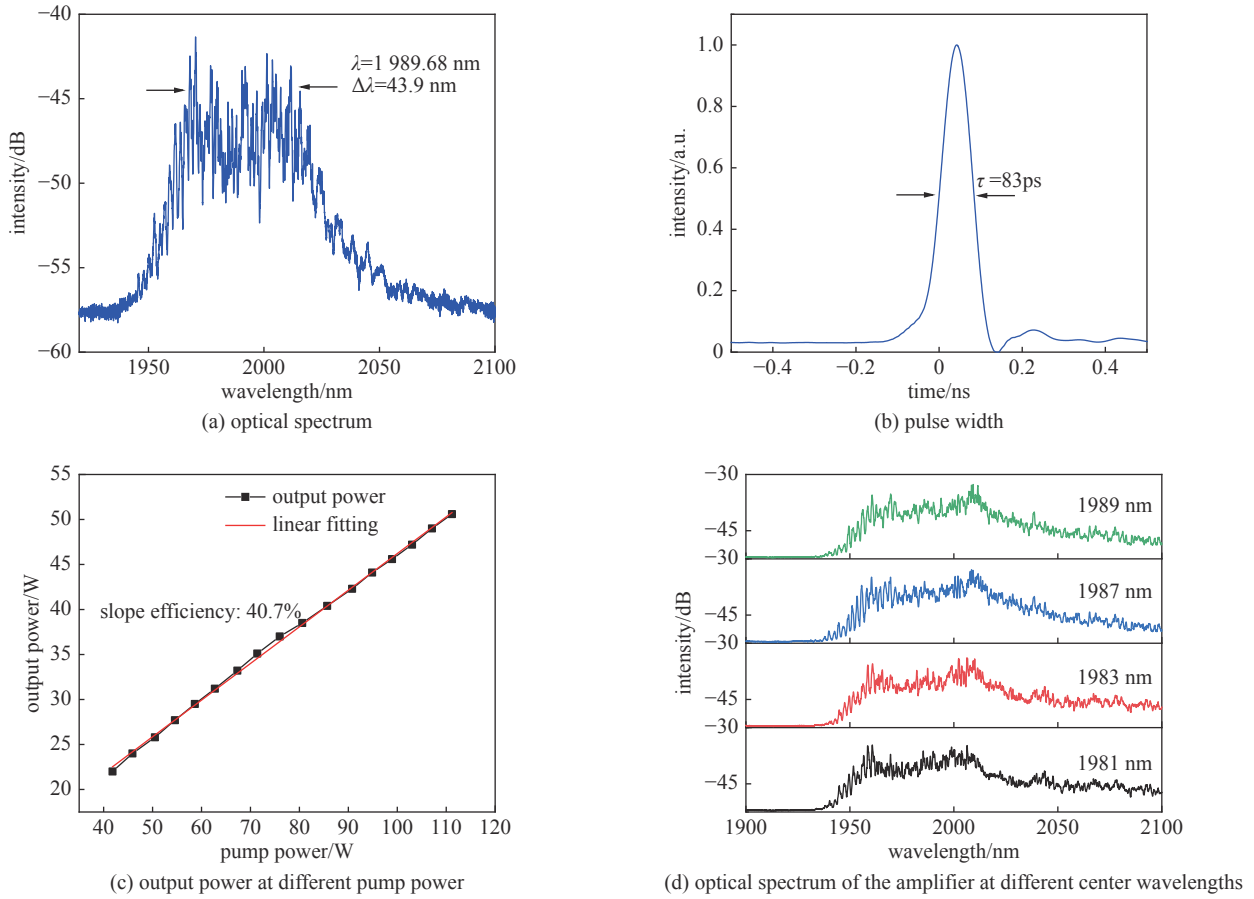 −40
−45
−50
−55
−60
intensity/dB
λ=1 989.68 nm
Δλ=43.9 nm
1950
2000
2050
2100
wavelength/nm
(a) optical spectrum
1.0
0.8
0.6
0.4
0.2
0
intensity/a.u.
τ =83ps
−0.4
−0.2
0
0.2
0.4
time/ns
(b) pulse width
55
50
45
40
35
30
25
20
output power/W
output power
linear fitting
slope efficiency: 40.7%
40 50 60 70 80 90 100 110 120
pump power/W
(c) output power at different pump power
−30
−45
−30
−45
−30
−45
−30
−45
intensity/dB
1989 nm
1987 nm
1983 nm
1981 nm
1900
1950
2000
2050
2100
wavelength/nm
(d) optical spectrum of the amplifier at different center wavelengths